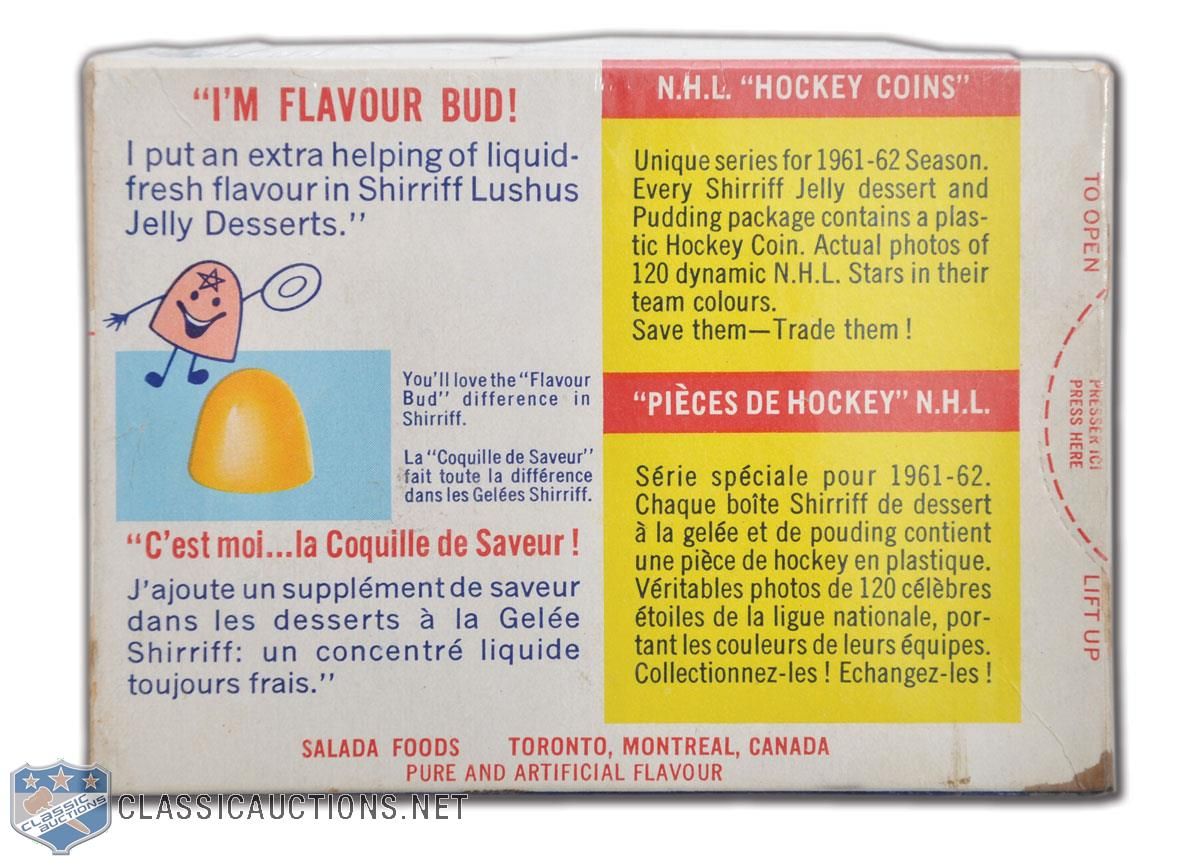 "I'M FLAVOUR BUD!
I put an extra helping of liquid-
fresh flavour in Shirriff Lushus
Jelly Desserts."
You'll love the "Flavour
Bud" difference in
Shirriff.
La "Coquille de Saveur"
fait toute la différence
dans les Gelées Shirriff.
"C'est moi...la Coquille de Saveur !
J'ajoute un supplément de saveur
dans les desserts à la Gelée
Shirriff: un concentré liquide
toujours frais."
N.H.L. "HOCKEY COINS"
Unique series for 1961-62 Season.
Every Shirriff Jelly dessert and
Pudding package contains a plas-
tic Hockey Coin. Actual photos of
120 dynamic N.H.L. Stars in their
team colours.
Save them—Trade them !
"PIÈCES DE HOCKEY" N.H.L.
Série spéciale pour 1961-62.
Chaque boîte Shirriff de dessert
à la gelée et de pouding contient
une pièce de hockey en plastique.
Véritables photos de 120 célèbres
étoiles de la ligue nationale, por-
tant les couleurs de leurs équipes.
Collectionnez-les ! Echangez-les !
TO OPEN
PRESSER ICI
PRESS HERE
LIFT UP
SALADA FOODS TORONTO, MONTREAL, CANADA
PURE AND ARTIFICIAL FLAVOUR
CLASSIC
AUCTIONS
CLASSICAUCTIONS.NET